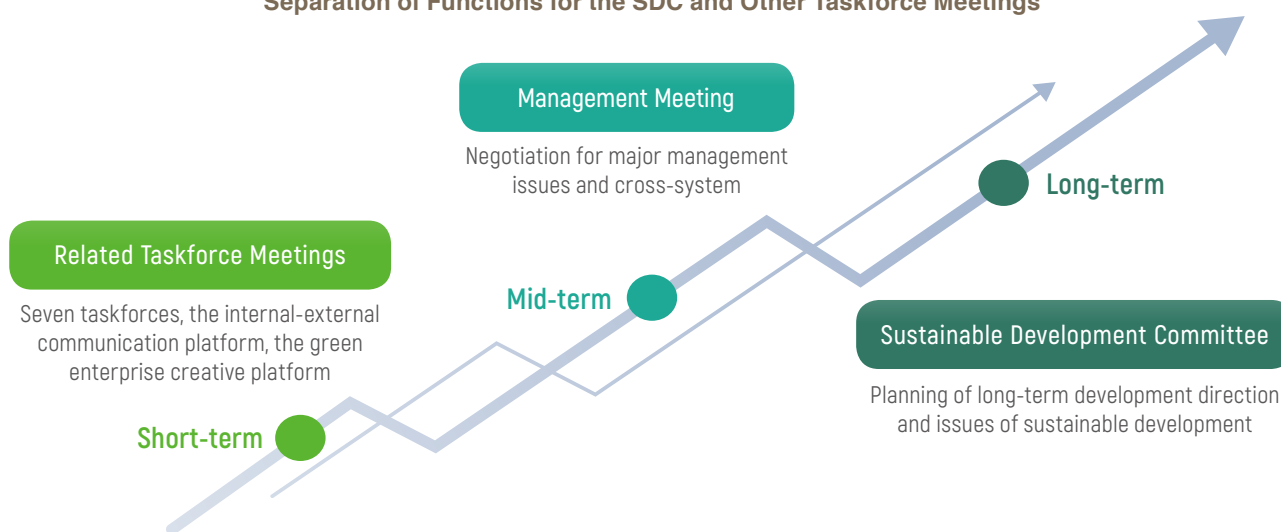 Separation of Functions for the SDC and Other Taskforce Meetings
Management Meeting
Negotiation for major management
issues and cross-system
Long-term
Related Taskforce Meetings
Seven taskforces, the internal-external
communication platform, the green
enterprise creative platform
Mid-term
Sustainable Development Committee
Planning of long-term development direction
and issues of sustainable development
Short-term